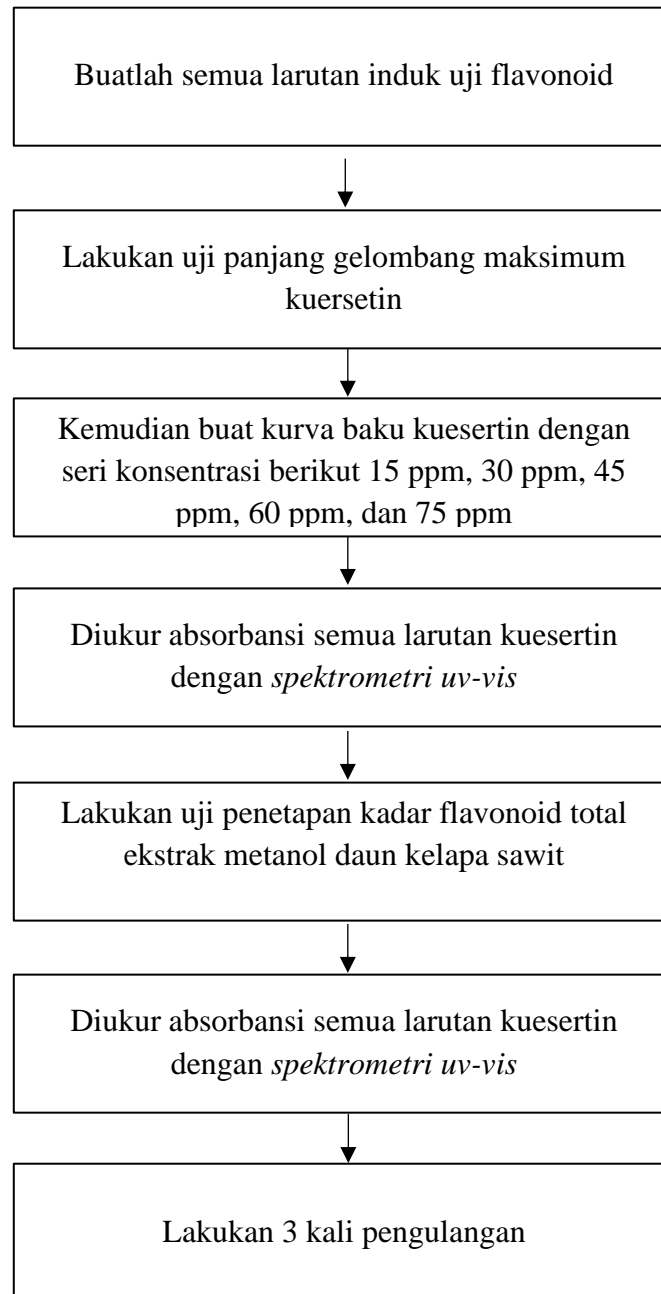 Buatlah semua larutan induk uji flavonoid
Lakukan uji panjang gelombang maksimum
kuersetin
Kemudian buat kurva baku kuesertin dengan
seri konsentrasi berikut 15 ppm, 30 ppm, 45
ppm, 60 ppm, dan 75 ppm
Diukur absorbansi semua larutan kuesertin
dengan spektrometri uv-vis
Lakukan uji penetapan kadar flavonoid total
ekstrak metanol daun kelapa sawit
Diukur absorbansi semua larutan kuesertin
dengan spektrometri uv-vis
Lakukan 3 kali pengulangan